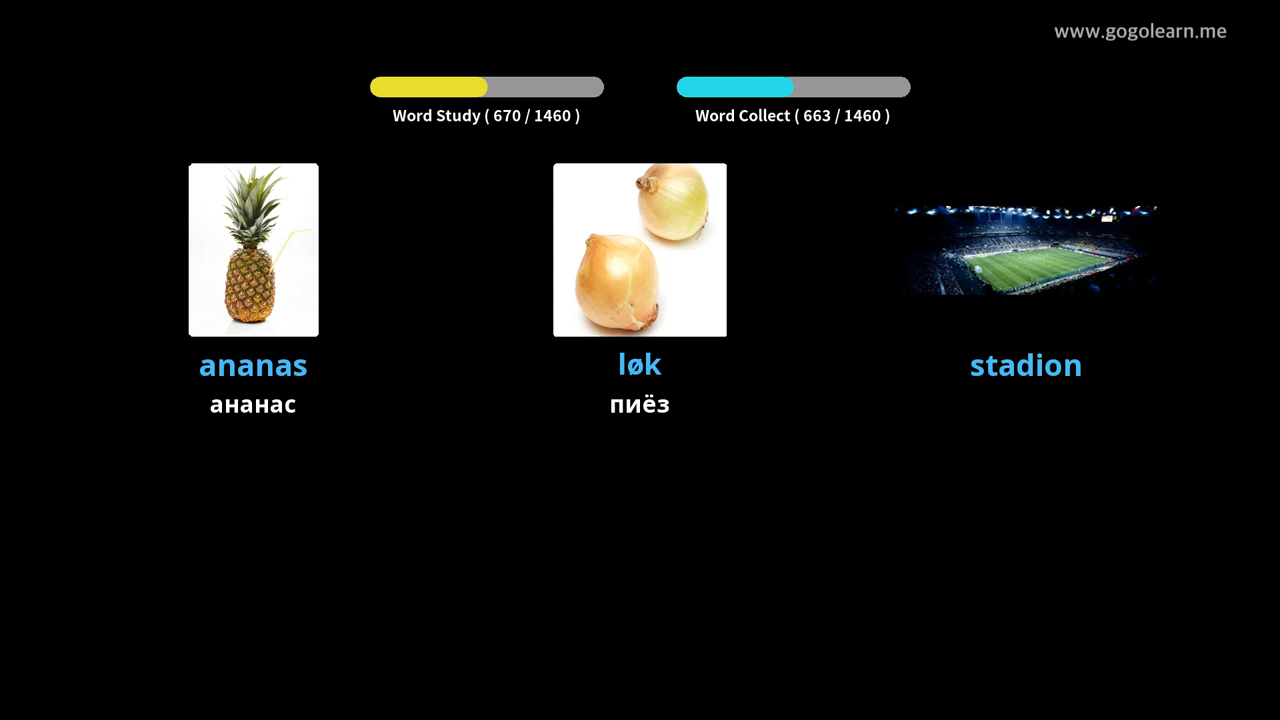 www.gogolearn.me
Word Study ( 670 / 1460 )
Word Collect ( 663 / 1460 )
ananas
løk
stadion
ананас
пиёз